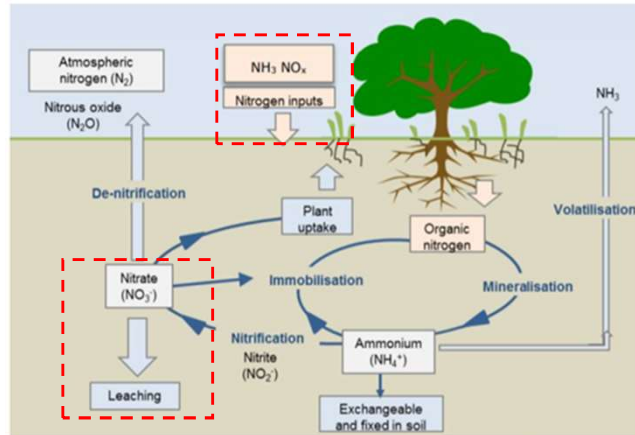 Atmospheric
nitrogen (N₂)
Nitrous oxide
(N₂O)
NH₃ NOₓ
Nitrogen inputs
NH₃
De-nitrification
Volatilisation
Plant
uptake
Organic
nitrogen
Nitrate
(NO₃⁻)
Immobilisation
Mineralisation
Nitrification
Nitrite
(NO₂⁻)
Ammonium
(NH₄⁺)
Leaching
Exchangeable
and fixed in soil